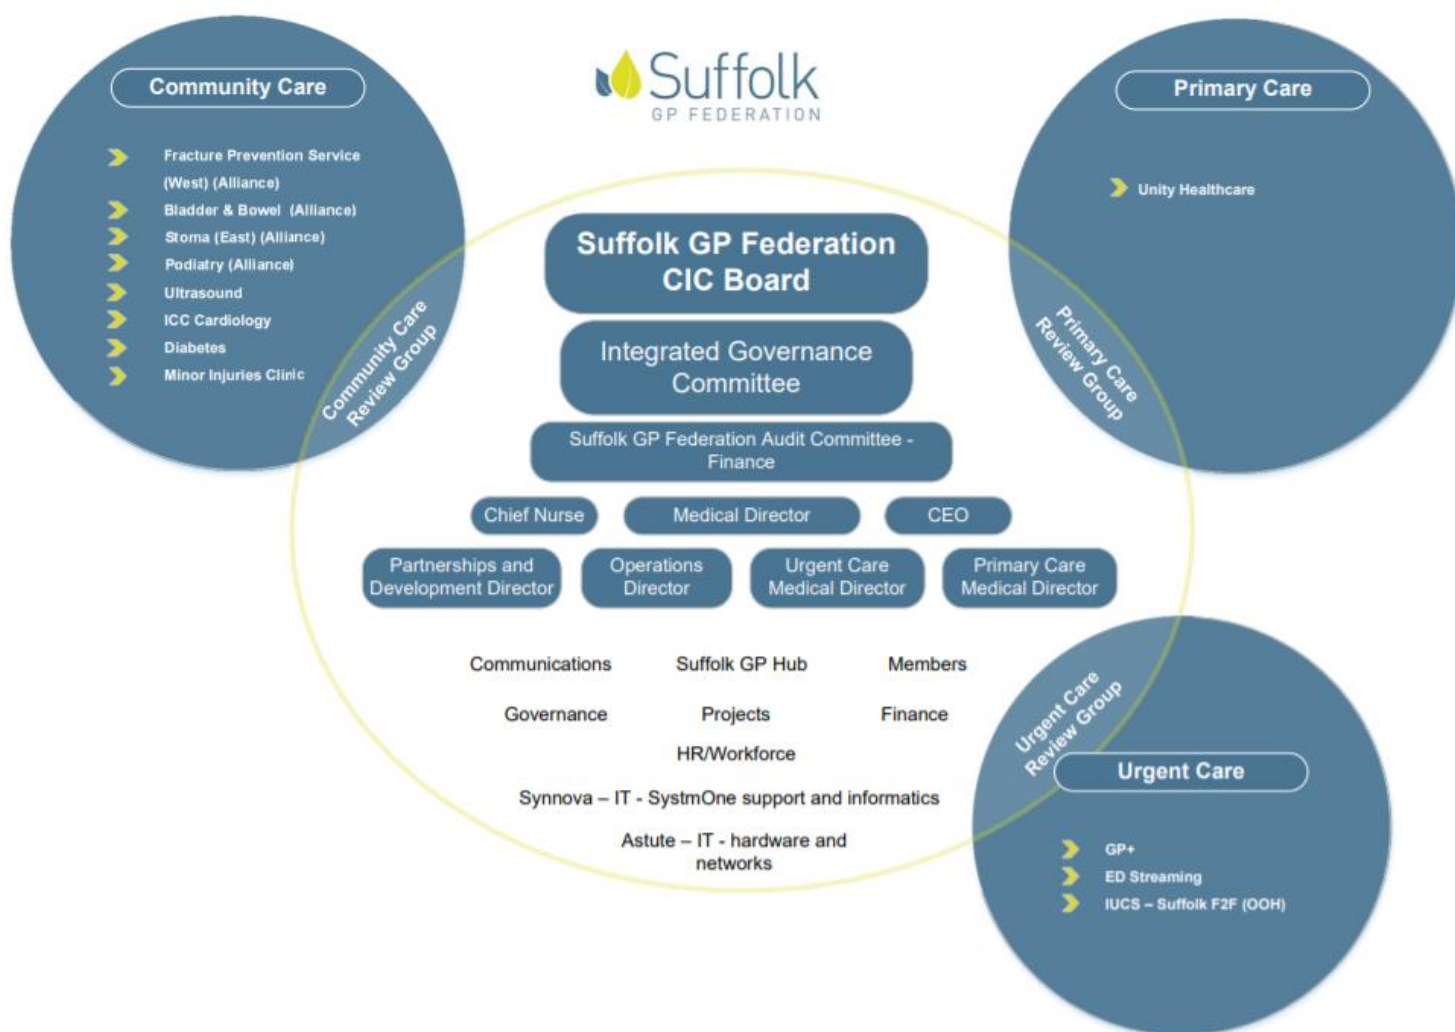 Suffolk
GP FEDERATION
Community Care
Fracture Prevention Service
(West) (Alliance)
Bladder & Bowel (Alliance)
Stoma (East) (Alliance)
Podiatry (Alliance)
Ultrasound
ICC Cardiology
Diabetes
Minor Injuries Clinic
Community Care
Review Group
Primary Care
Unity Healthcare
Primary Care
Review Group
Suffolk GP Federation
CIC Board
Integrated Governance
Committee
Suffolk GP Federation Audit Committee -
Finance
Chief Nurse
Medical Director
CEO
Partnerships and
Development Director
Operations
Director
Urgent Care
Medical Director
Primary Care
Medical Director
Communications
Suffolk GP Hub
Members
Governance
Projects
Finance
HR/Workforce
Synnova – IT - SystmOne support and informatics
Astute – IT - hardware and
networks
Urgent Care
Review Group
Urgent Care
GP+
ED Streaming
IUCS – Suffolk F2F (OOH)